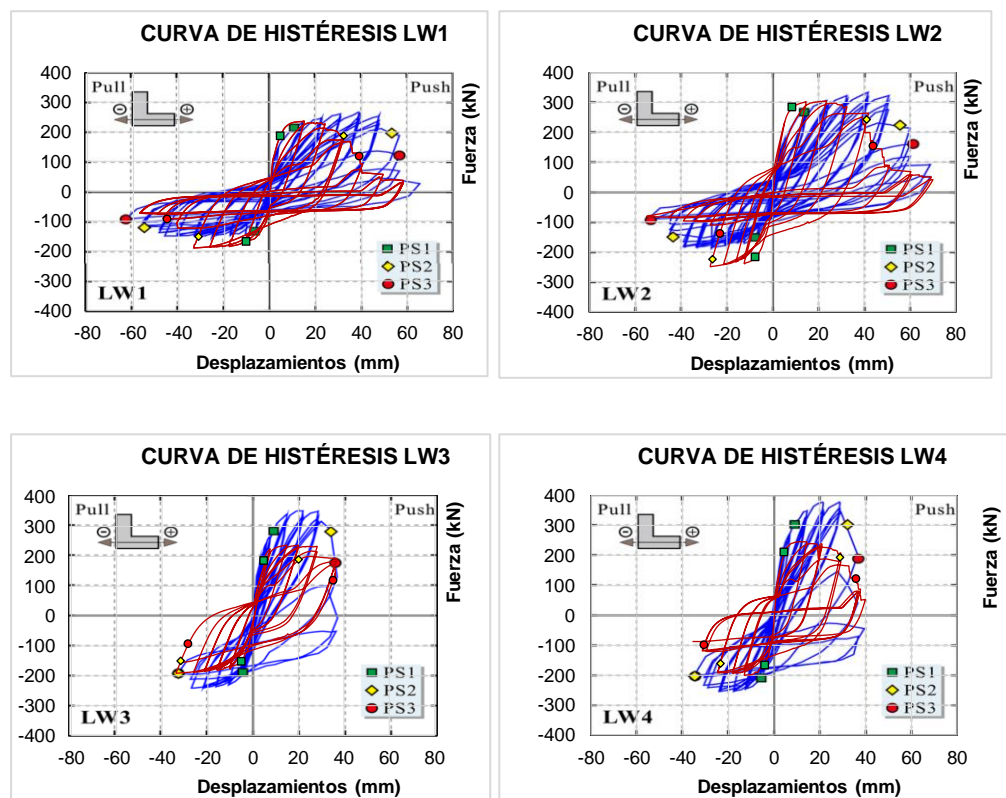 CURVA DE HISTÉRESIS LW1
400
300
200
100
0
-100
-200
-300
-400
Pull
Push
⊖ ⊕
PS1
PS2
PS3
LW1
-80 -60 -40 -20 0 20 40 60 80
Desplazamientos (mm)
Fuerza (kN)
CURVA DE HISTÉRESIS LW2
400
300
200
100
0
-100
-200
-300
-400
Pull
Push
⊖ ⊕
PS1
PS2
PS3
LW2
-80 -60 -40 -20 0 20 40 60 80
Desplazamientos (mm)
Fuerza (kN)
CURVA DE HISTÉRESIS LW3
400
300
200
100
0
-100
-200
-300
-400
Pull
Push
⊖ ⊕
PS1
PS2
PS3
LW3
-80 -60 -40 -20 0 20 40 60 80
Desplazamientos (mm)
Fuerza (kN)
CURVA DE HISTÉRESIS LW4
400
300
200
100
0
-100
-200
-300
-400
Pull
Push
⊖ ⊕
PS1
PS2
PS3
LW4
-80 -60 -40 -20 0 20 40 60 80
Desplazamientos (mm)
Fuerza (kN)